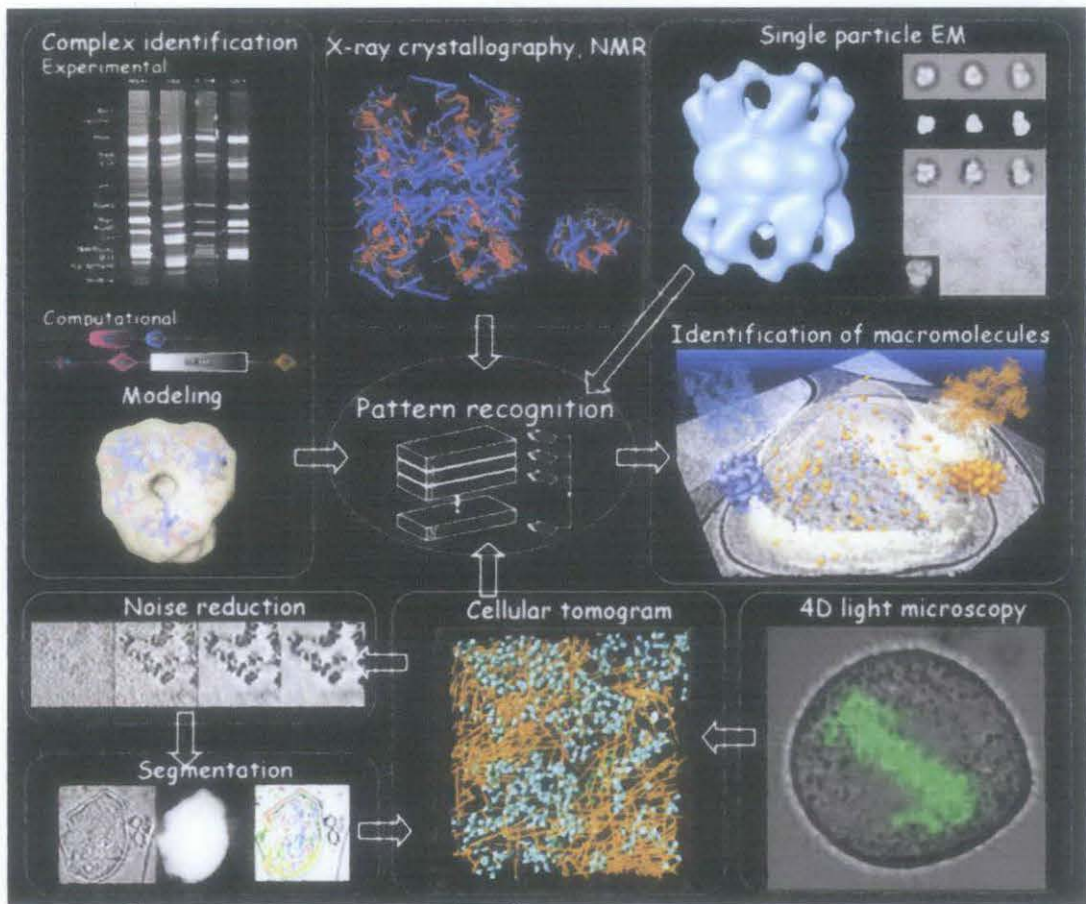 Complex identification
Experimental
X-ray crystallography, NMR
Single particle EM
Computational
Modeling
Pattern recognition
Identification of macromolecules
Noise reduction
Cellular tomogram
4D light microscopy
Segmentation